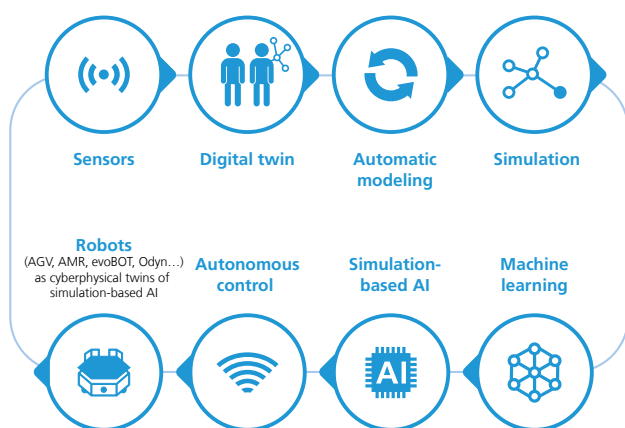 Sensors
Digital twin
Automatic
modeling
Simulation
Robots
(AGV, AMR, evoBOT, Odyn…)
as cyberphysical twins of
simulation-based AI
Autonomous
control
Simulation-
based AI
Machine
learning
AI